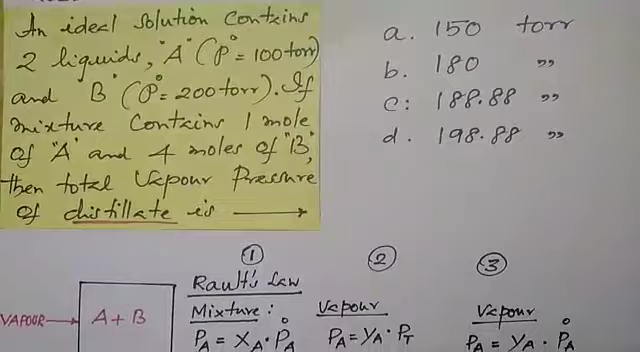 An ideal solution contains
2 liquids, "A" (P° = 100 torr)
and "B" (P° = 200 torr). If
mixture contains 1 mole
of "A" and 4 moles of "B",
then total Vapour Pressure
of distillate is ⟶
a. 150 torr
b. 180 ”
c: 188.88 ”
d. 198.88 ”
① ② ③
Rault's Law
Mixture:
P_A = X_A · P°_A
Vapour
P_A = Y_A · P_T
Vapour
P_A = Y_A · P°_A
VAPOUR→
A + B